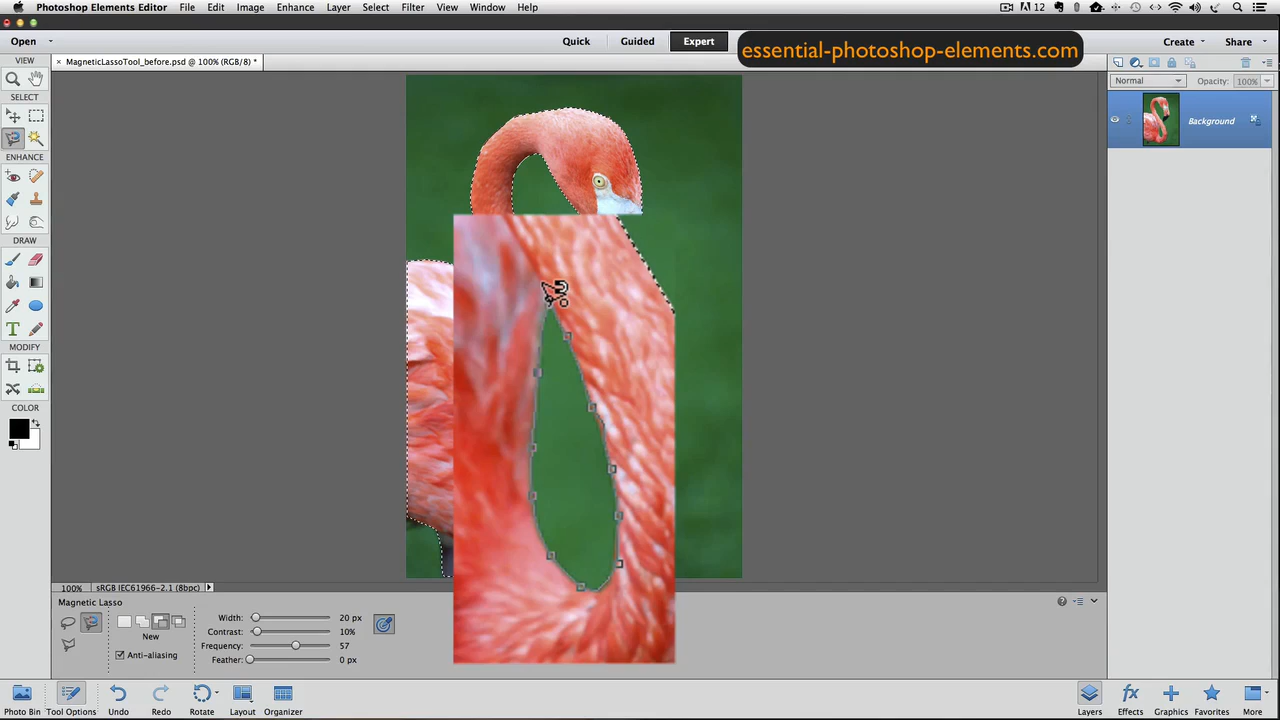 Photoshop Elements Editor File Edit Image Enhance Layer Select Filter View Window Help 12
Open Quick Guided Expert essential-photoshop-elements.com Create Share
VIEW × MagneticLassoTool_before.psd @ 100% (RGB/8) *
Normal Opacity: 100%
SELECT
Background
ENHANCE
DRAW
T
MODIFY
COLOR
100% sRGB IEC61966-2.1 (8bpc)
Magnetic Lasso
Width: 20 px
Contrast: 10%
New
Frequency: 57
Anti-aliasing
Feather: 0 px
Photo Bin Tool Options Undo Redo Rotate Layout Organizer Layers Effects Graphics Favorites More